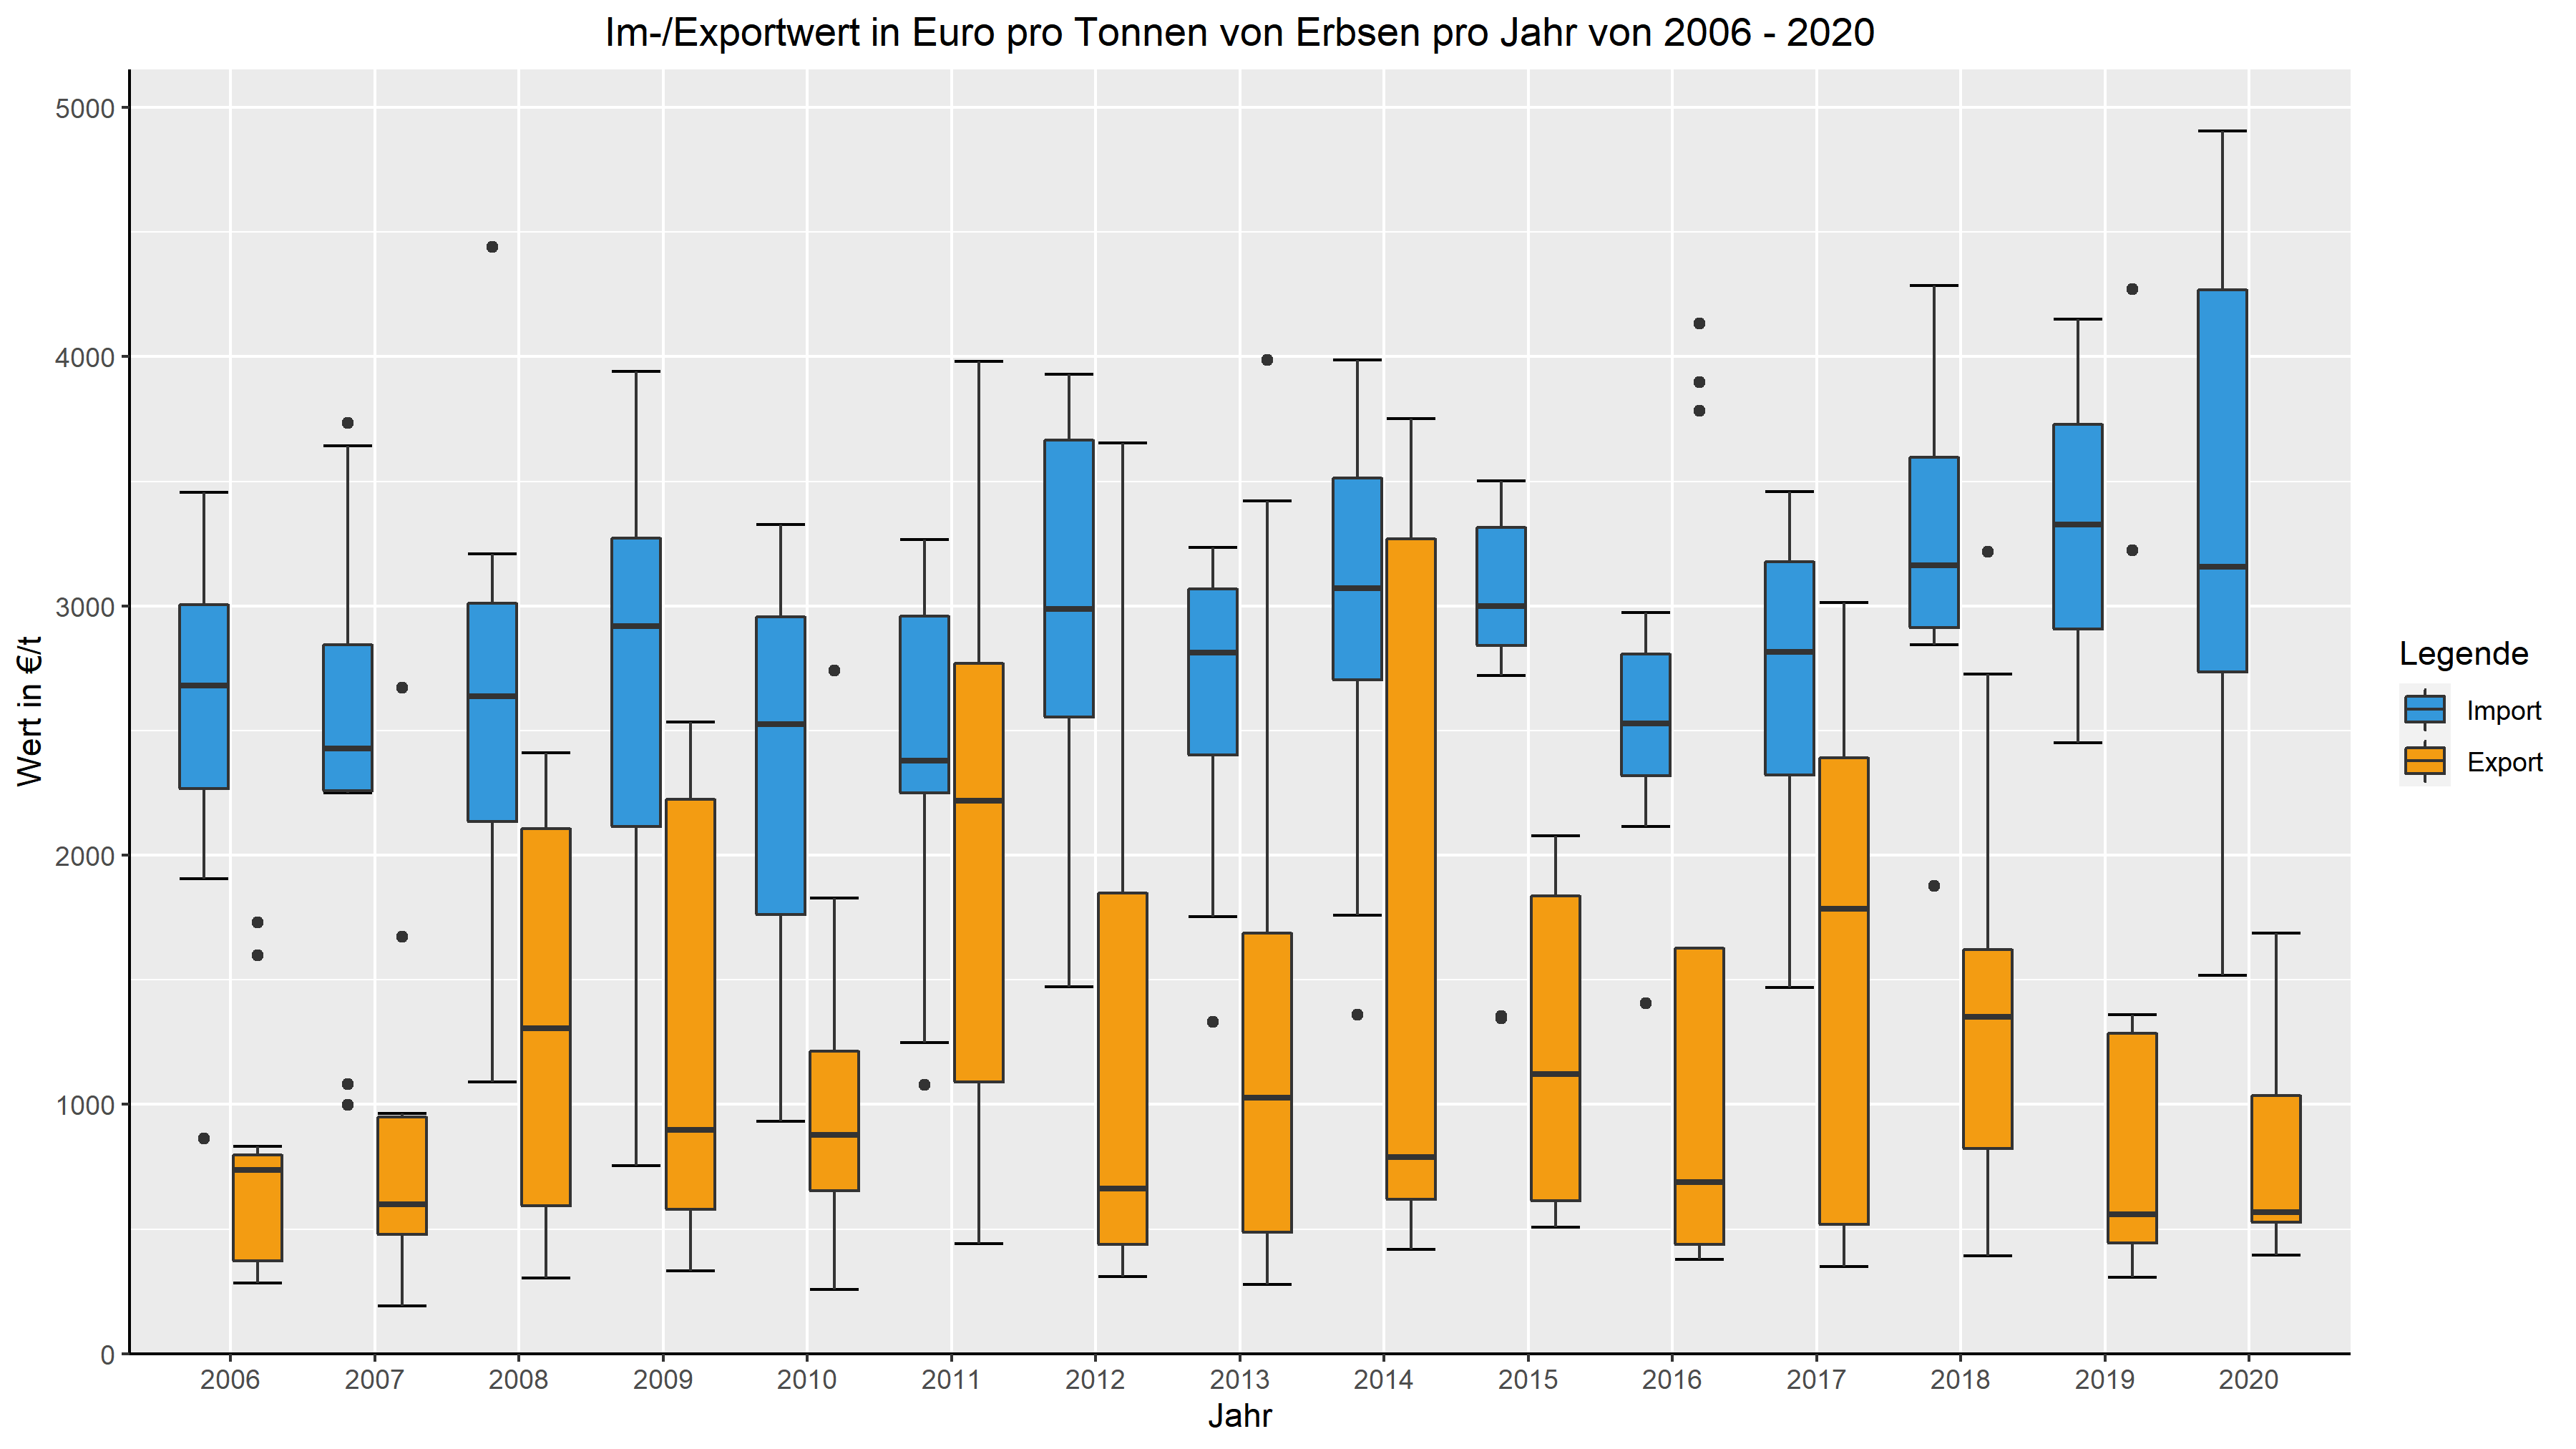 Im-/Exportwert in Euro pro Tonnen von Erbsen pro Jahr von 2006 - 2020
Wert in €/t
5000
4000
3000
2000
1000
0
2006 2007 2008 2009 2010 2011 2012 2013 2014 2015 2016 2017 2018 2019 2020
Jahr
Legende
Import
Export